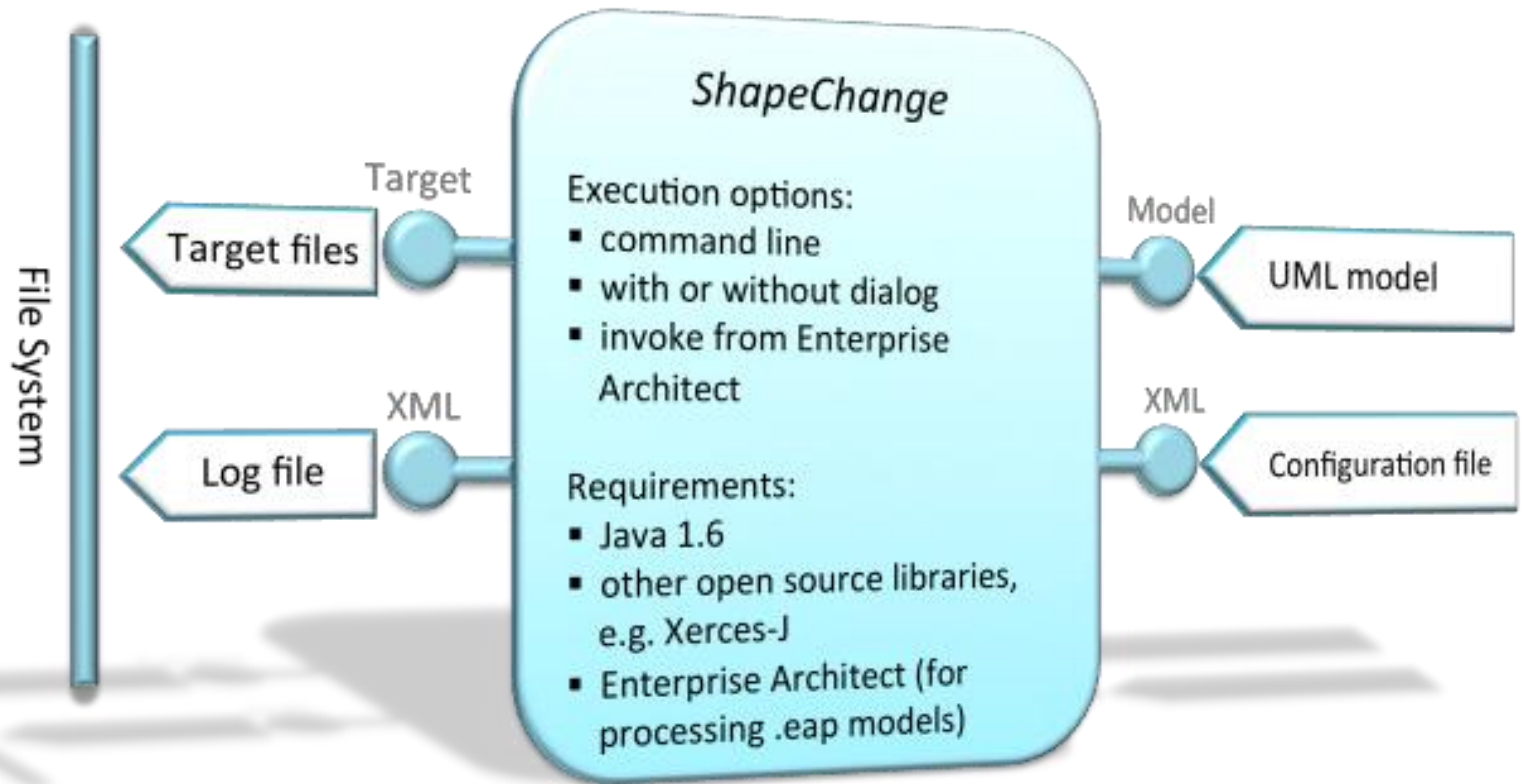 File System
Target
Target files
XML
Log file
ShapeChange
Execution options:
▪ command line
▪ with or without dialog
▪ invoke from Enterprise
Architect
Requirements:
▪ Java 1.6
▪ other open source libraries,
e.g. Xerces-J
▪ Enterprise Architect (for
processing .eap models)
Model
UML model
XML
Configuration file